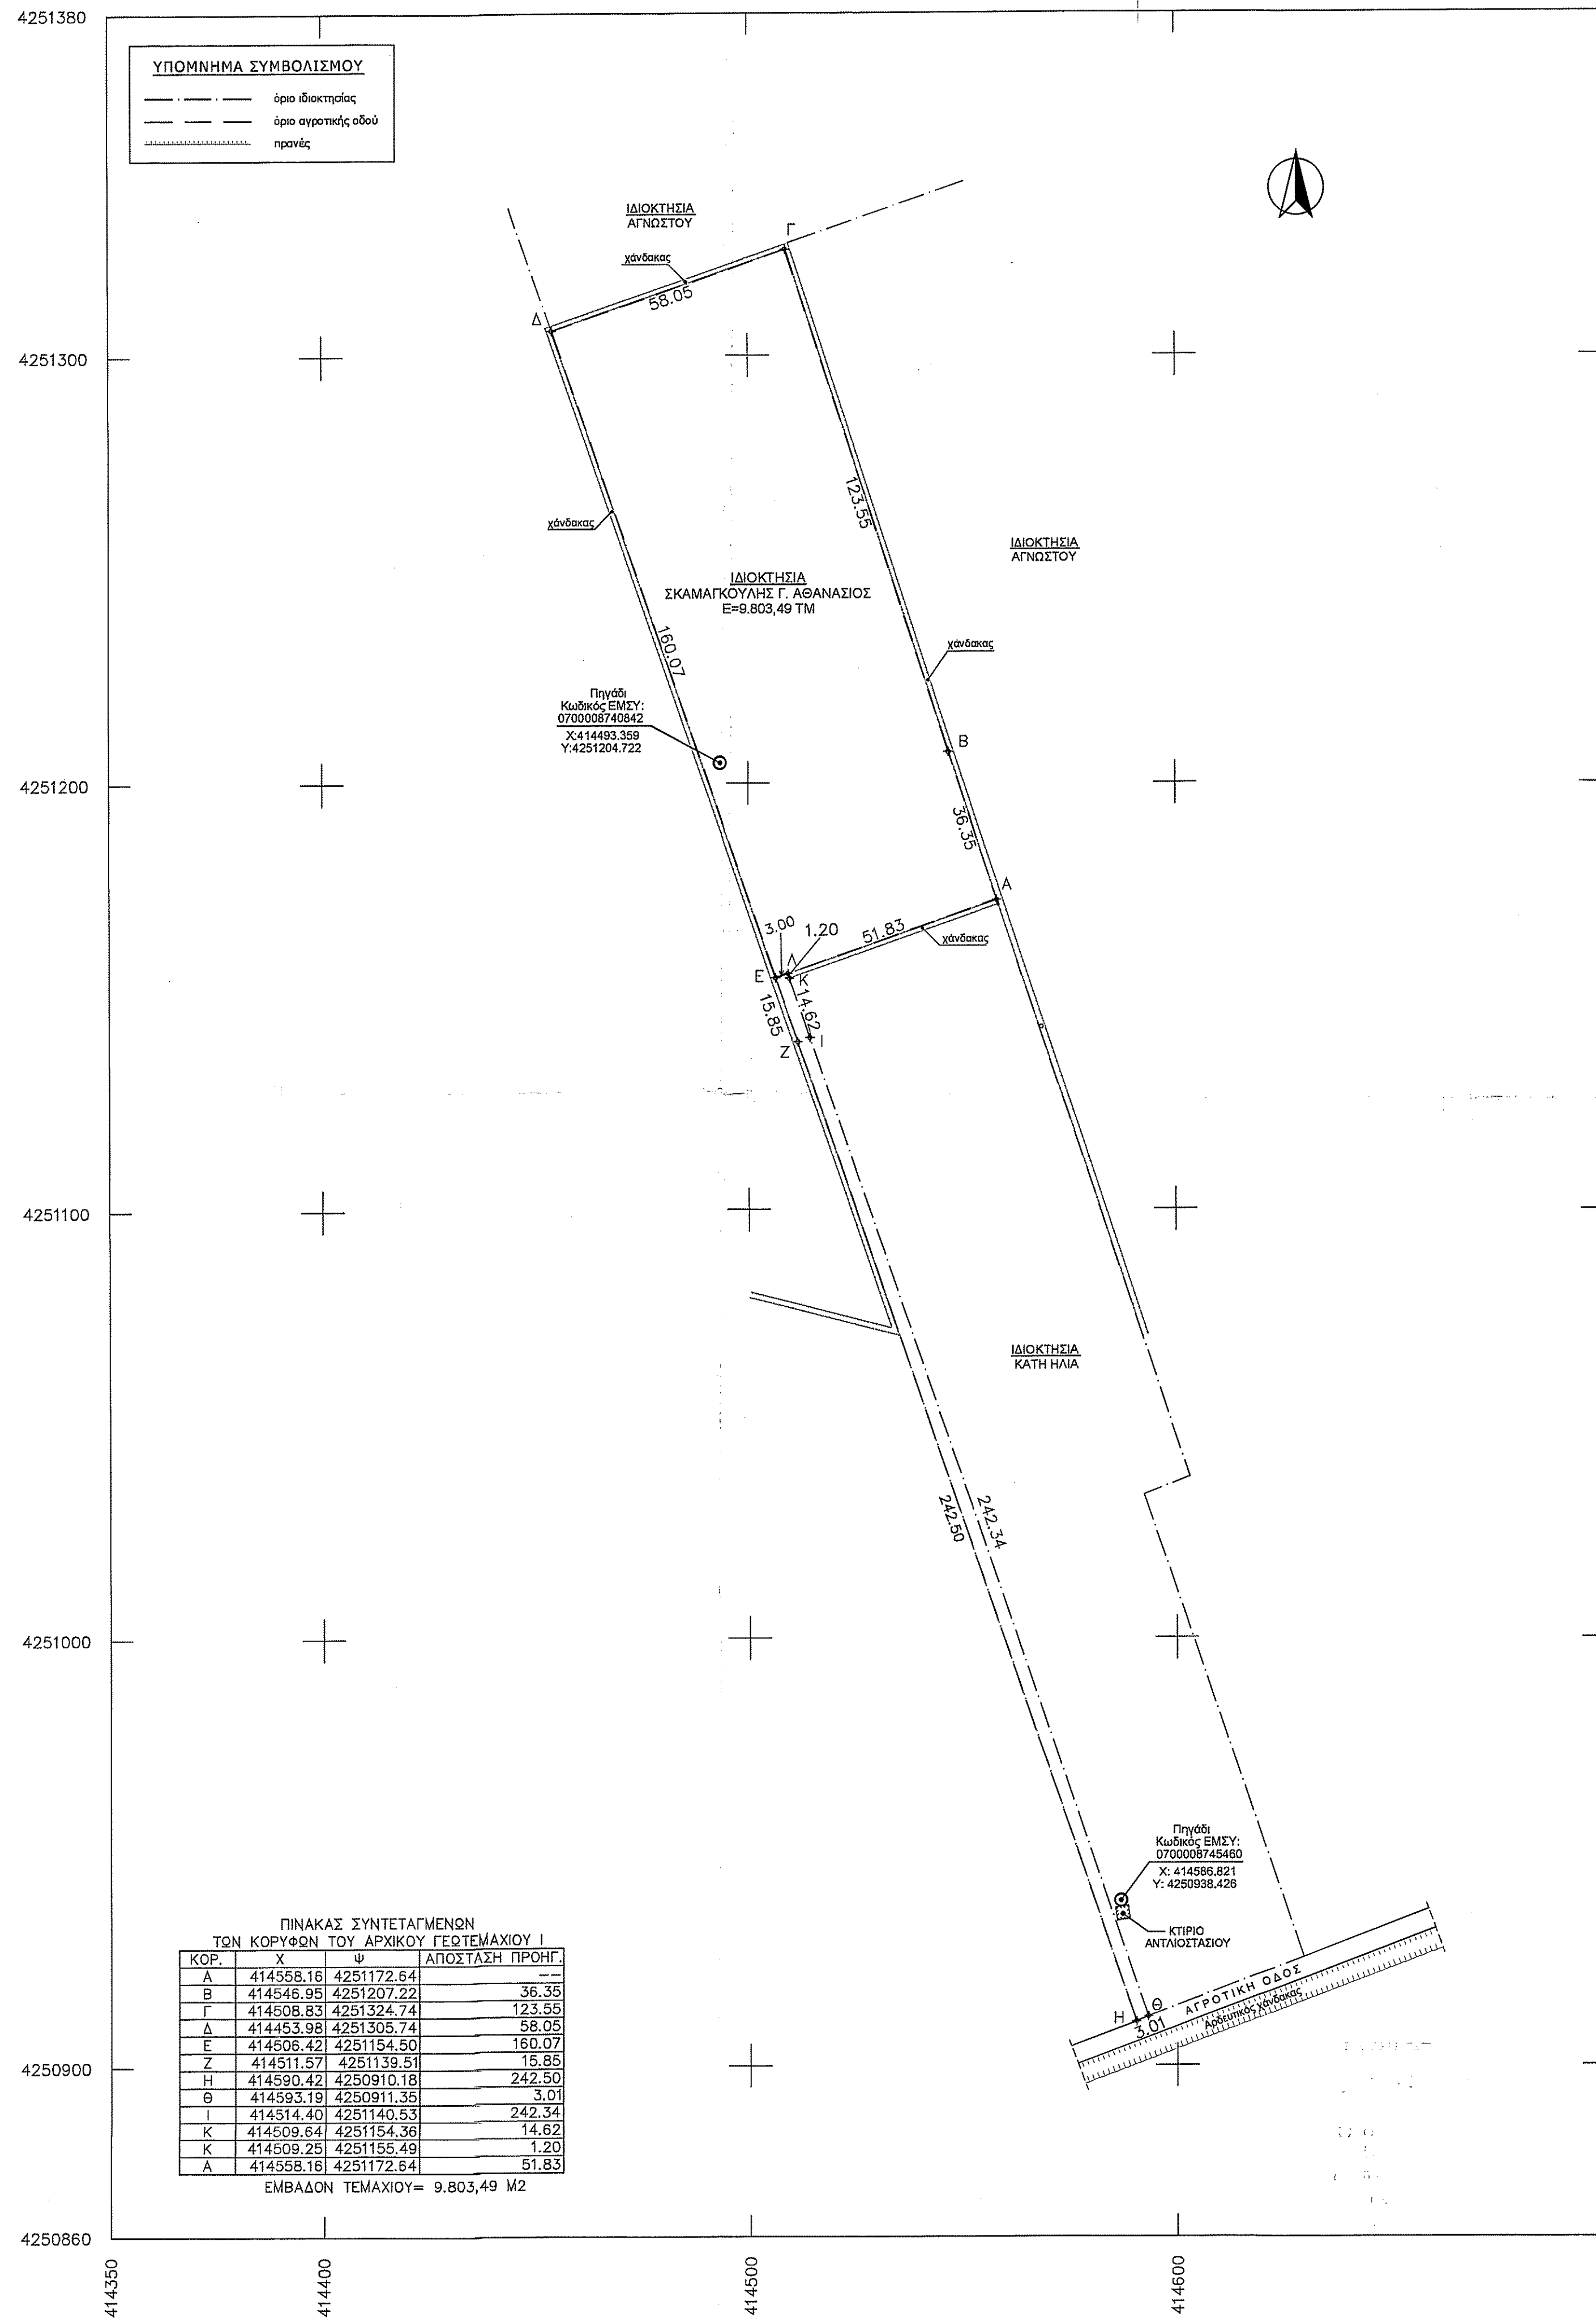 4251380
ΥΠΟΜΝΗΜΑ ΣΥΜΒΟΛΙΣΜΟΥ
όριο ιδιοκτησίας
όριο αγροτικής οδού
πρανές
ΙΔΙΟΚΤΗΣΙΑ
ΑΓΝΩΣΤΟΥ
Γ
χάνδακας
58.05
Δ
4251300
123.55
χάνδακας
ΙΔΙΟΚΤΗΣΙΑ
ΑΓΝΩΣΤΟΥ
ΙΔΙΟΚΤΗΣΙΑ
ΣΚΑΜΑΓΚΟΥΛΗΣ Γ. ΑΘΑΝΑΣΙΟΣ
Ε=9.803,49 ΤΜ
160.07
χάνδακας
Πηγάδι
Κωδικός ΕΜΣΥ:
0700008740842
Χ:414493.359
Υ:4251204.722
Β
4251200
36.35
Α
3.00
1.20
51.83
χάνδακας
Λ
Ε
Κ
15.85
14.62
Ζ
Ι
4251100
ΙΔΙΟΚΤΗΣΙΑ
ΚΑΤΗ ΗΛΙΑ
242.50
242.34
4251000
Πηγάδι
Κωδικός ΕΜΣΥ:
0700008745460
Χ: 414586.821
Υ: 4250938.426
ΚΤΙΡΙΟ
ΑΝΤΛΙΟΣΤΑΣΙΟΥ
ΑΓΡΟΤΙΚΗ ΟΔΟΣ
Αρδευτικός χάνδακας
Θ
Η
3.01
4250900
ΠΙΝΑΚΑΣ ΣΥΝΤΕΤΑΓΜΕΝΩΝ
ΤΩΝ ΚΟΡΥΦΩΝ ΤΟΥ ΑΡΧΙΚΟΥ ΓΕΩΤΕΜΑΧΙΟΥ Ι
ΚΟΡ. Χ Ψ ΑΠΟΣΤΑΣΗ ΠΡΟΗΓ.
Α 414558.16 4251172.64 --
Β 414546.95 4251207.22 36.35
Γ 414508.83 4251324.74 123.55
Δ 414453.98 4251305.74 58.05
Ε 414506.42 4251154.50 160.07
Ζ 414511.57 4251139.51 15.85
Η 414590.42 4250910.18 242.50
Θ 414593.19 4250911.35 3.01
Ι 414514.40 4251140.53 242.34
Κ 414509.64 4251154.36 14.62
Κ 414509.25 4251155.49 1.20
Α 414558.16 4251172.64 51.83
ΕΜΒΑΔΟΝ ΤΕΜΑΧΙΟΥ= 9.803,49 Μ2
4250860
414350
414400
414500
414600